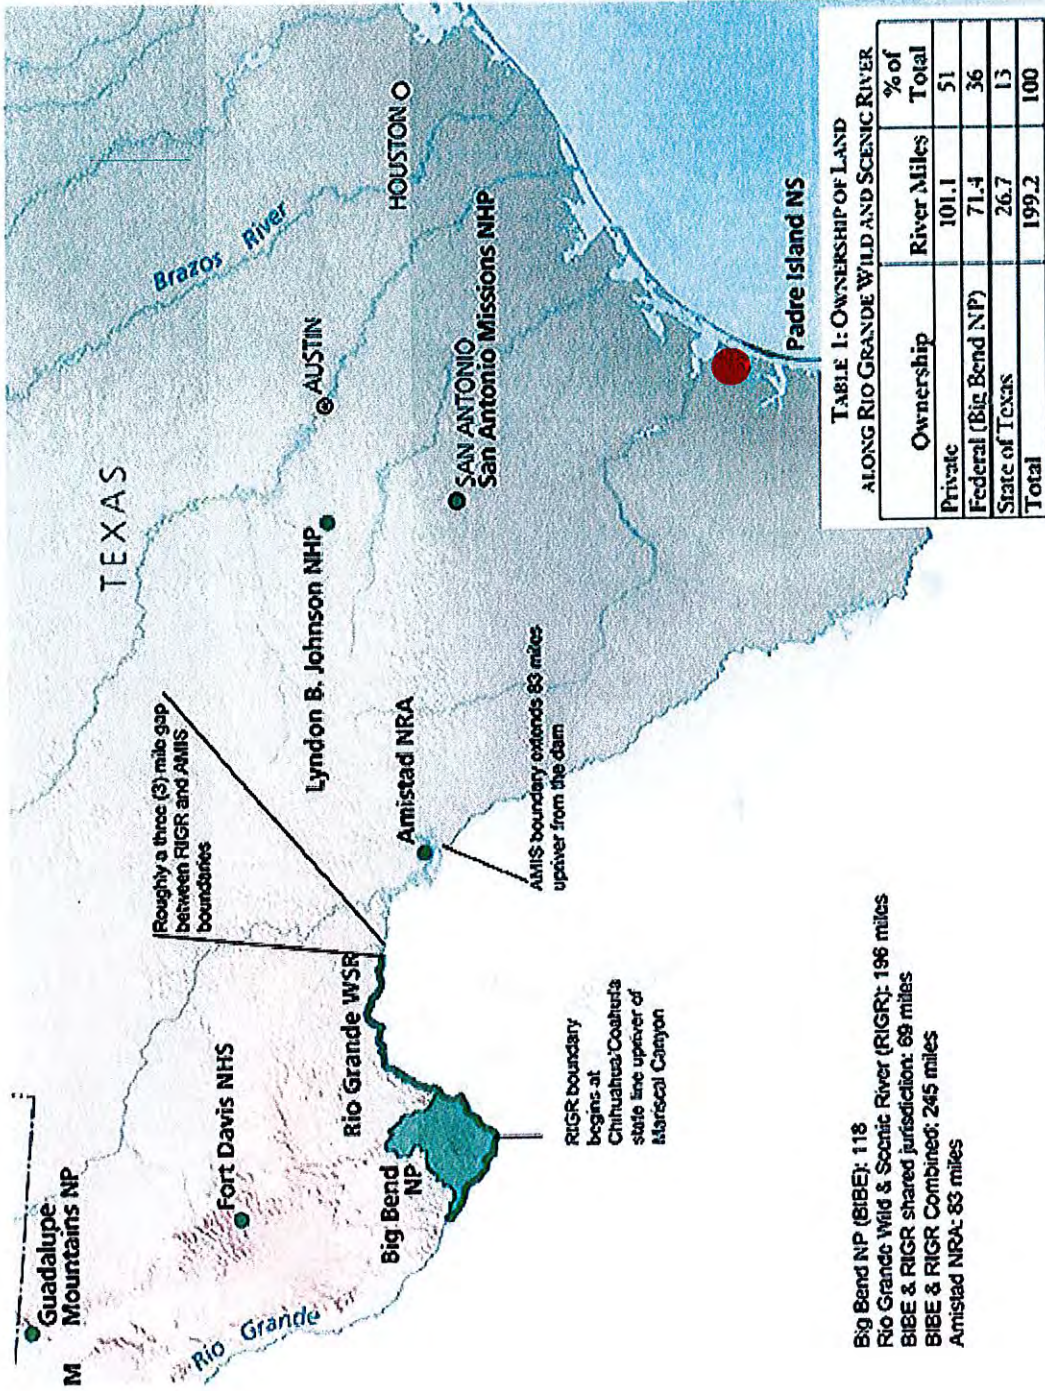 M
Guadalupe
Mountains NP
Fort Davis NHS
Rio Grande
Big Bend
NP
Rio Grande WSR
Roughly a three (3) mile gap
between RIGR and AMIS
boundaries
TEXAS
Brazos River
AUSTIN
HOUSTON
Lyndon B. Johnson NHP
SAN ANTONIO
San Antonio Missions NHP
Amistad NRA
AMIS boundary extends 83 miles
upriver from the dam
Padre Island NS
RIGR boundary
begins at
Chihuahua/Coahuila
state line upriver of
Mariscal Canyon
Big Bend NP (BIBE): 118
Rio Grande Wild & Scenic River (RIGR): 196 miles
BIBE & RIGR shared jurisdiction: 69 miles
BIBE & RIGR Combined: 245 miles
Amistad NRA: 83 miles
TABLE 1: OWNERSHIP OF LAND
ALONG RIO GRANDE WILD AND SCENIC RIVER
Ownership River Miles % of Total
Private 101.1 51
Federal (Big Bend NP) 71.4 36
State of Texas 26.7 13
Total 199.2 100